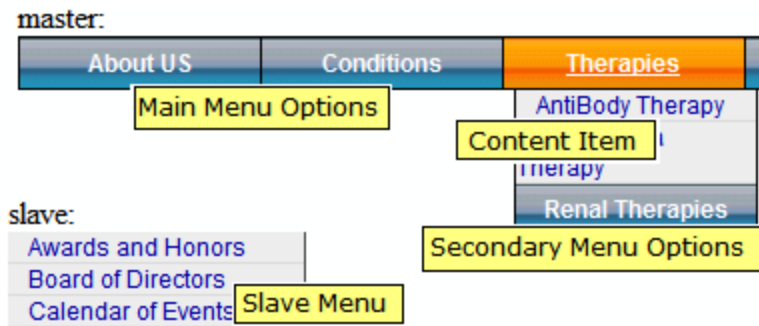 master:
About US Conditions Therapies
Main Menu Options
AntiBody Therapy
Content Item
Therapy
Renal Therapies
Secondary Menu Options
slave:
Awards and Honors
Board of Directors
Calendar of Events
Slave Menu